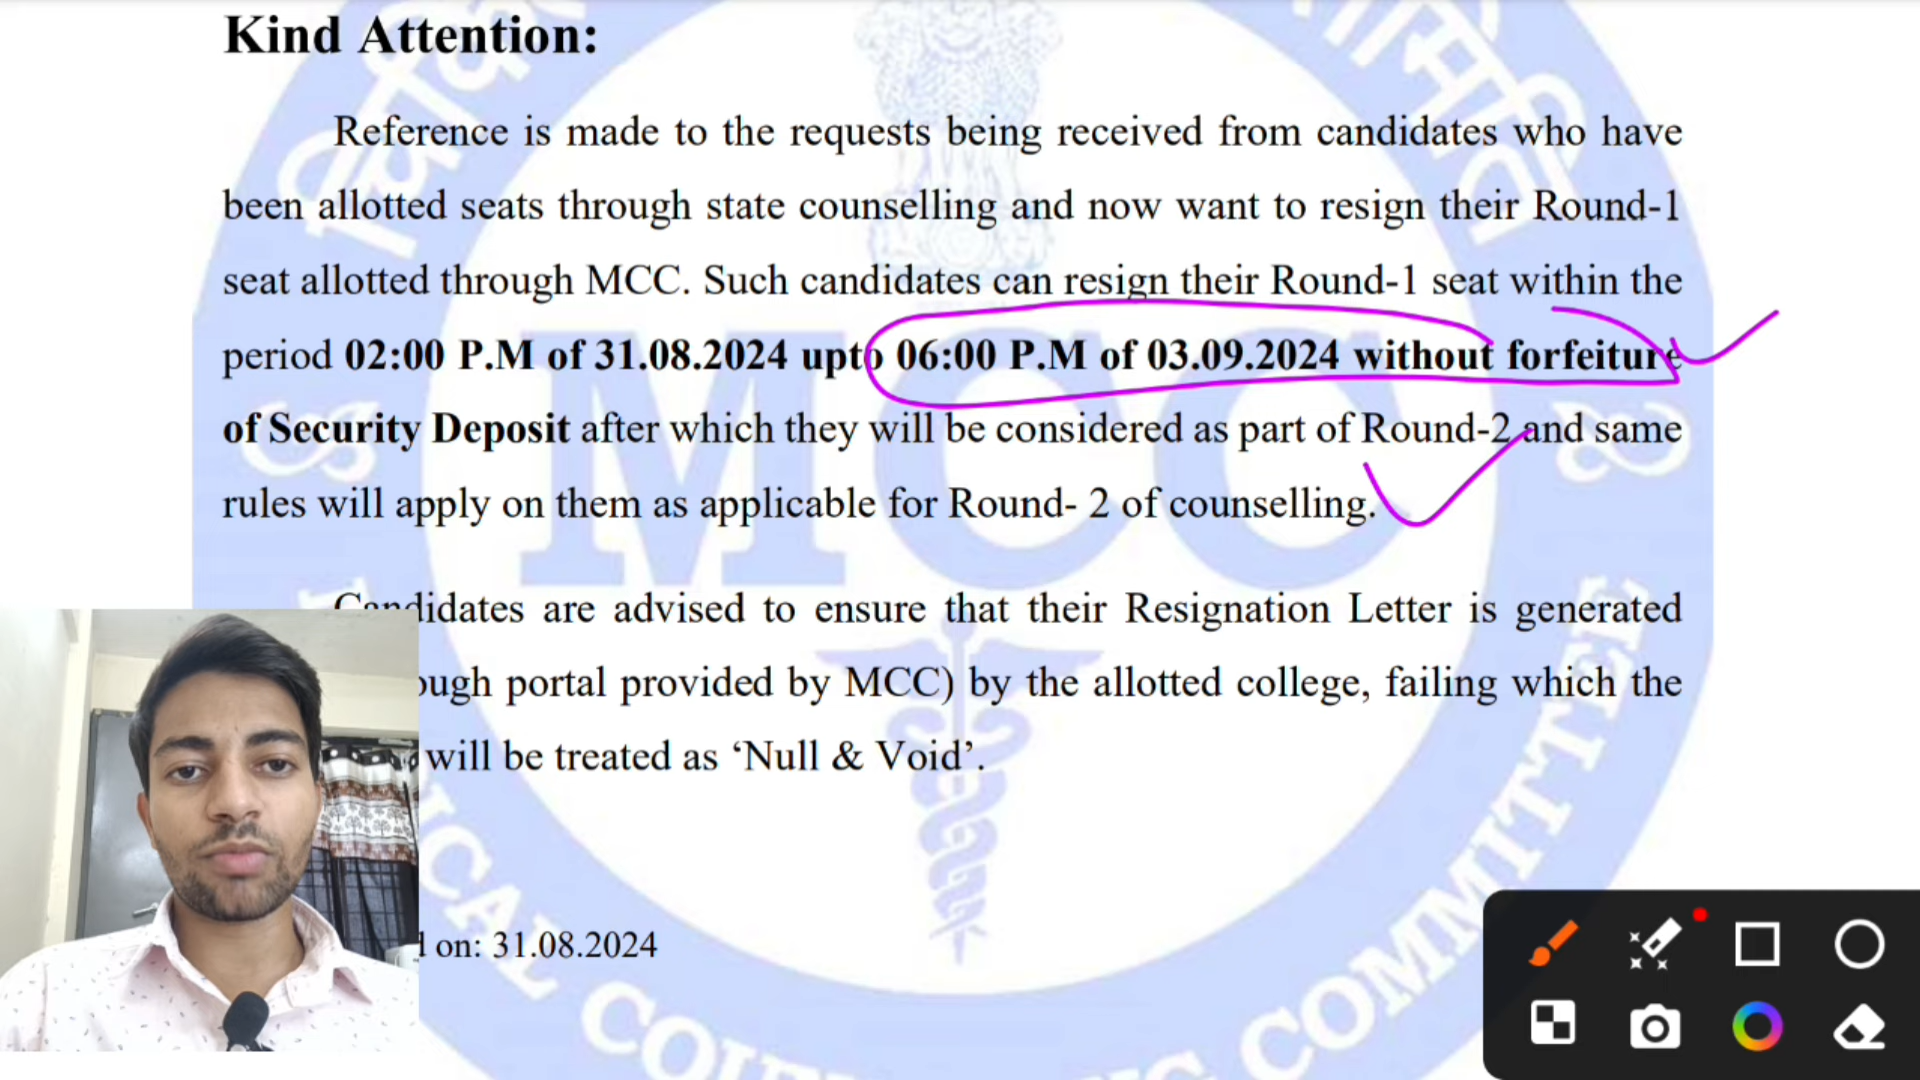 Kind Attention:
Reference is made to the requests being received from candidates who have
been allotted seats through state counselling and now want to resign their Round-1
seat allotted through MCC. Such candidates can resign their Round-1 seat within the
period 02:00 P.M of 31.08.2024 upto 06:00 P.M of 03.09.2024 without forfeiture
of Security Deposit after which they will be considered as part of Round-2 and same
rules will apply on them as applicable for Round- 2 of counselling.
Candidates are advised to ensure that their Resignation Letter is generated
portal provided by MCC) by the allotted college, failing which the
will be treated as ‘Null & Void’.
on: 31.08.2024
MCC
COMMITTEE